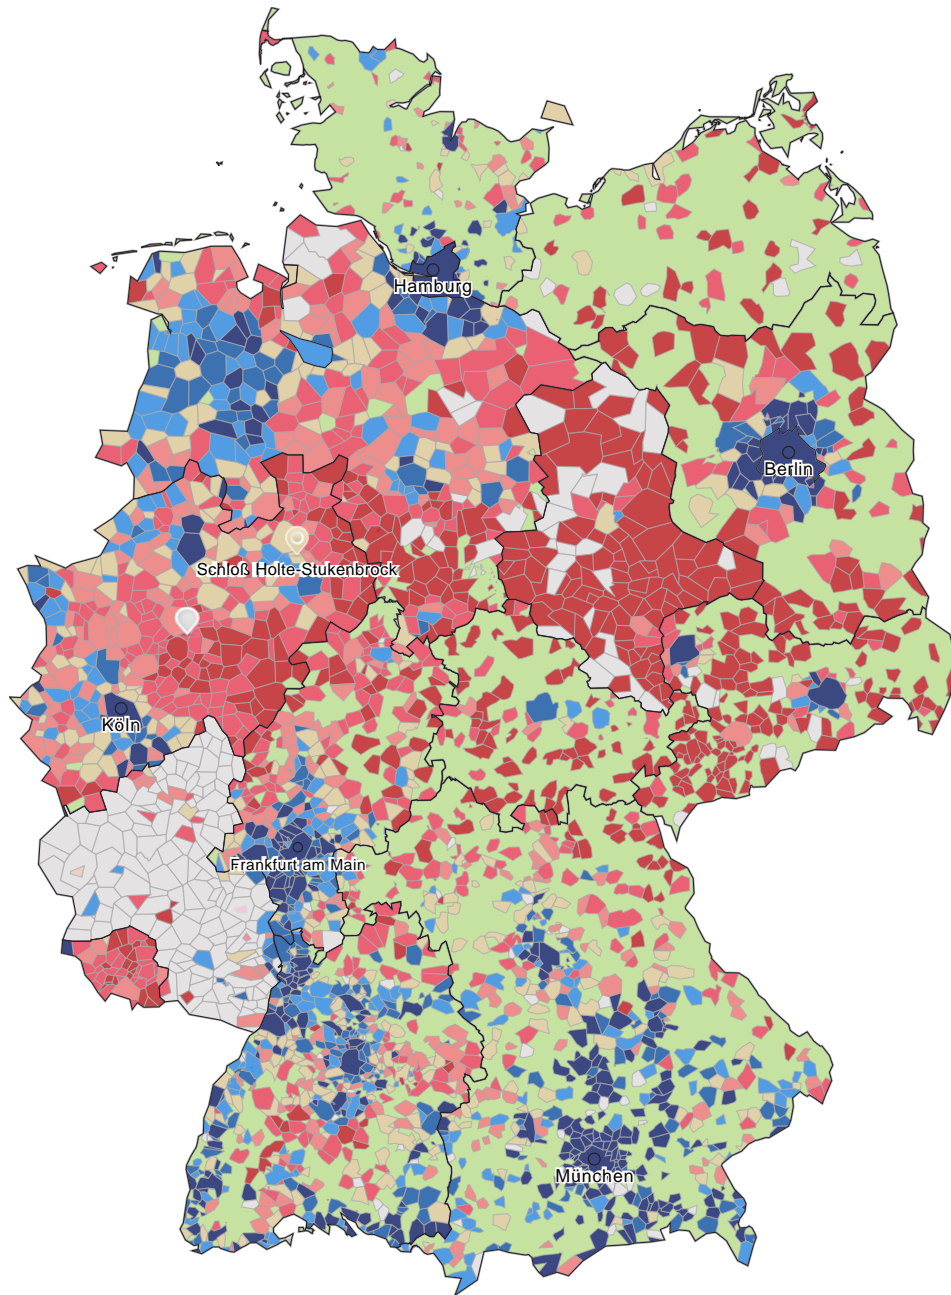 Hamburg
Berlin
Schloß Holte-Stukenbrock
Köln
Frankfurt am Main
München